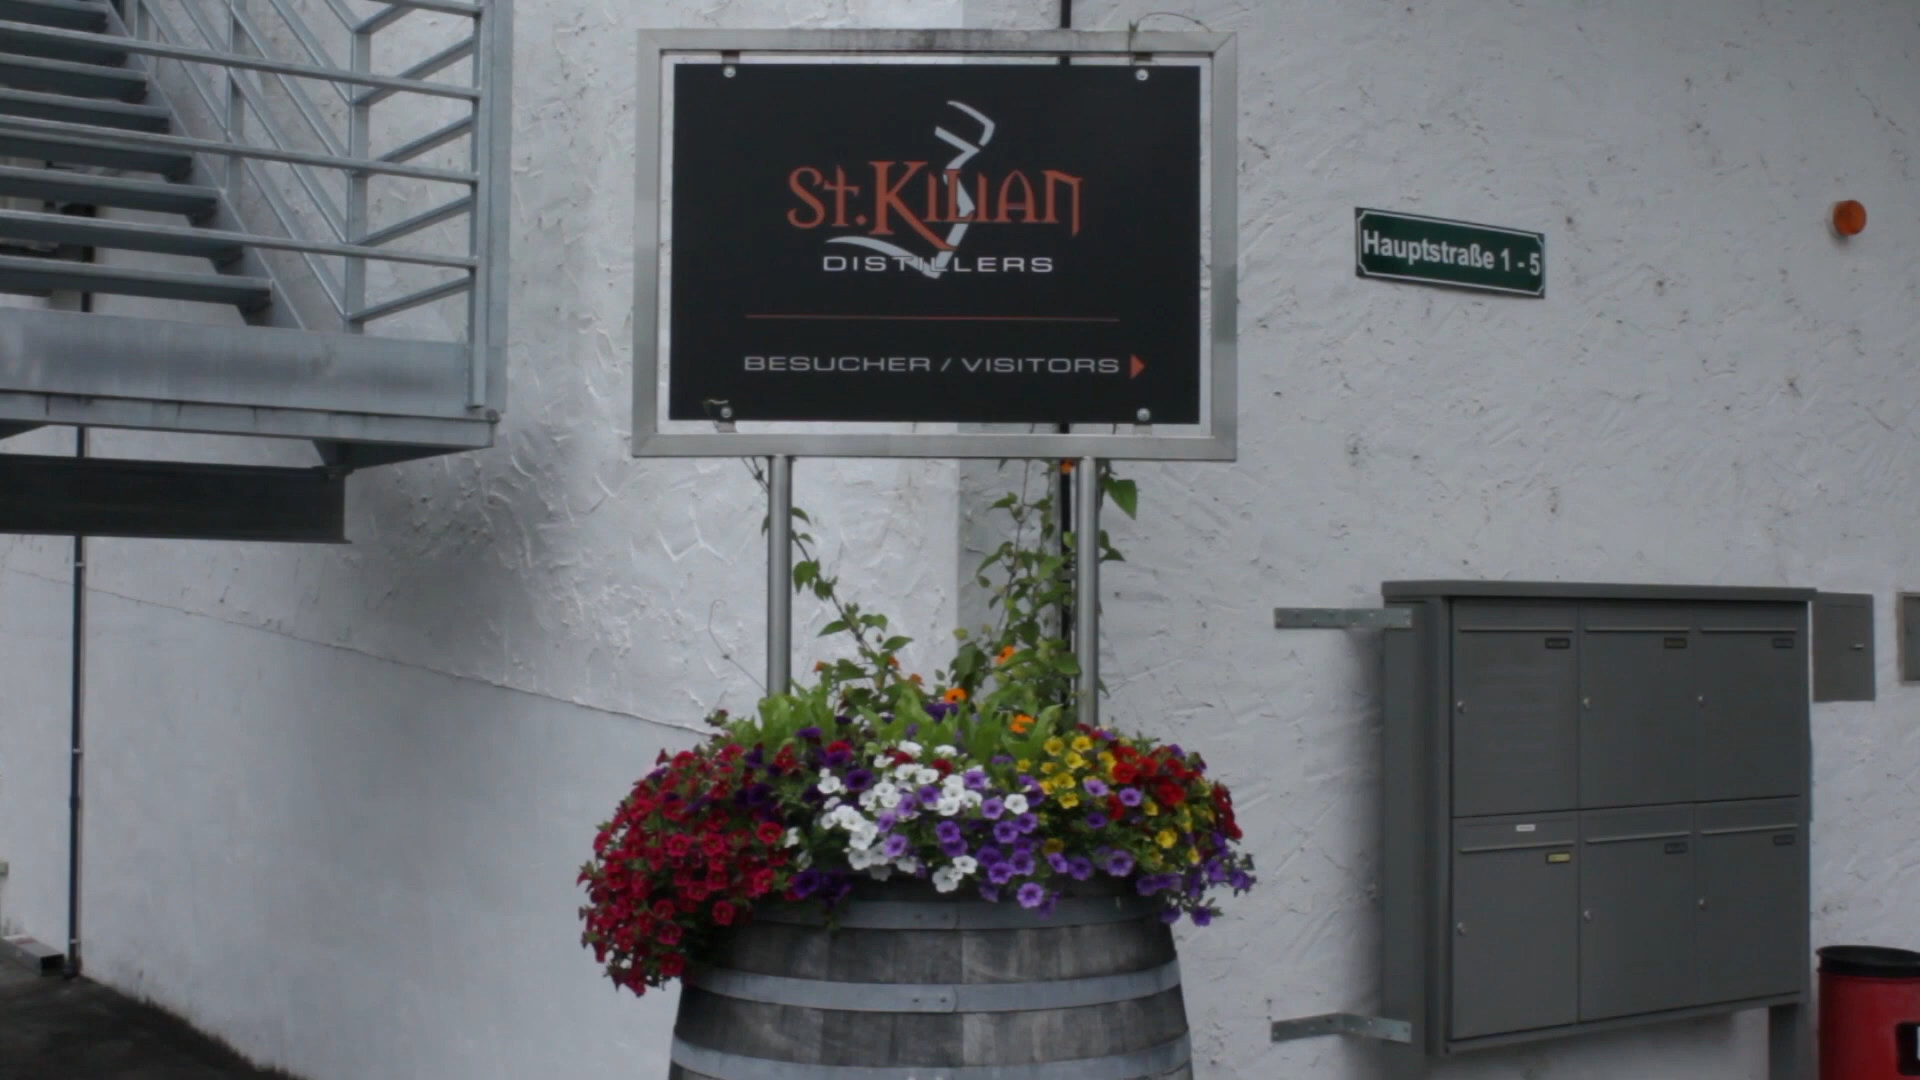 St. KILIAN
DISTILLERS
BESUCHER / VISITORS
Hauptstraße 1 - 5